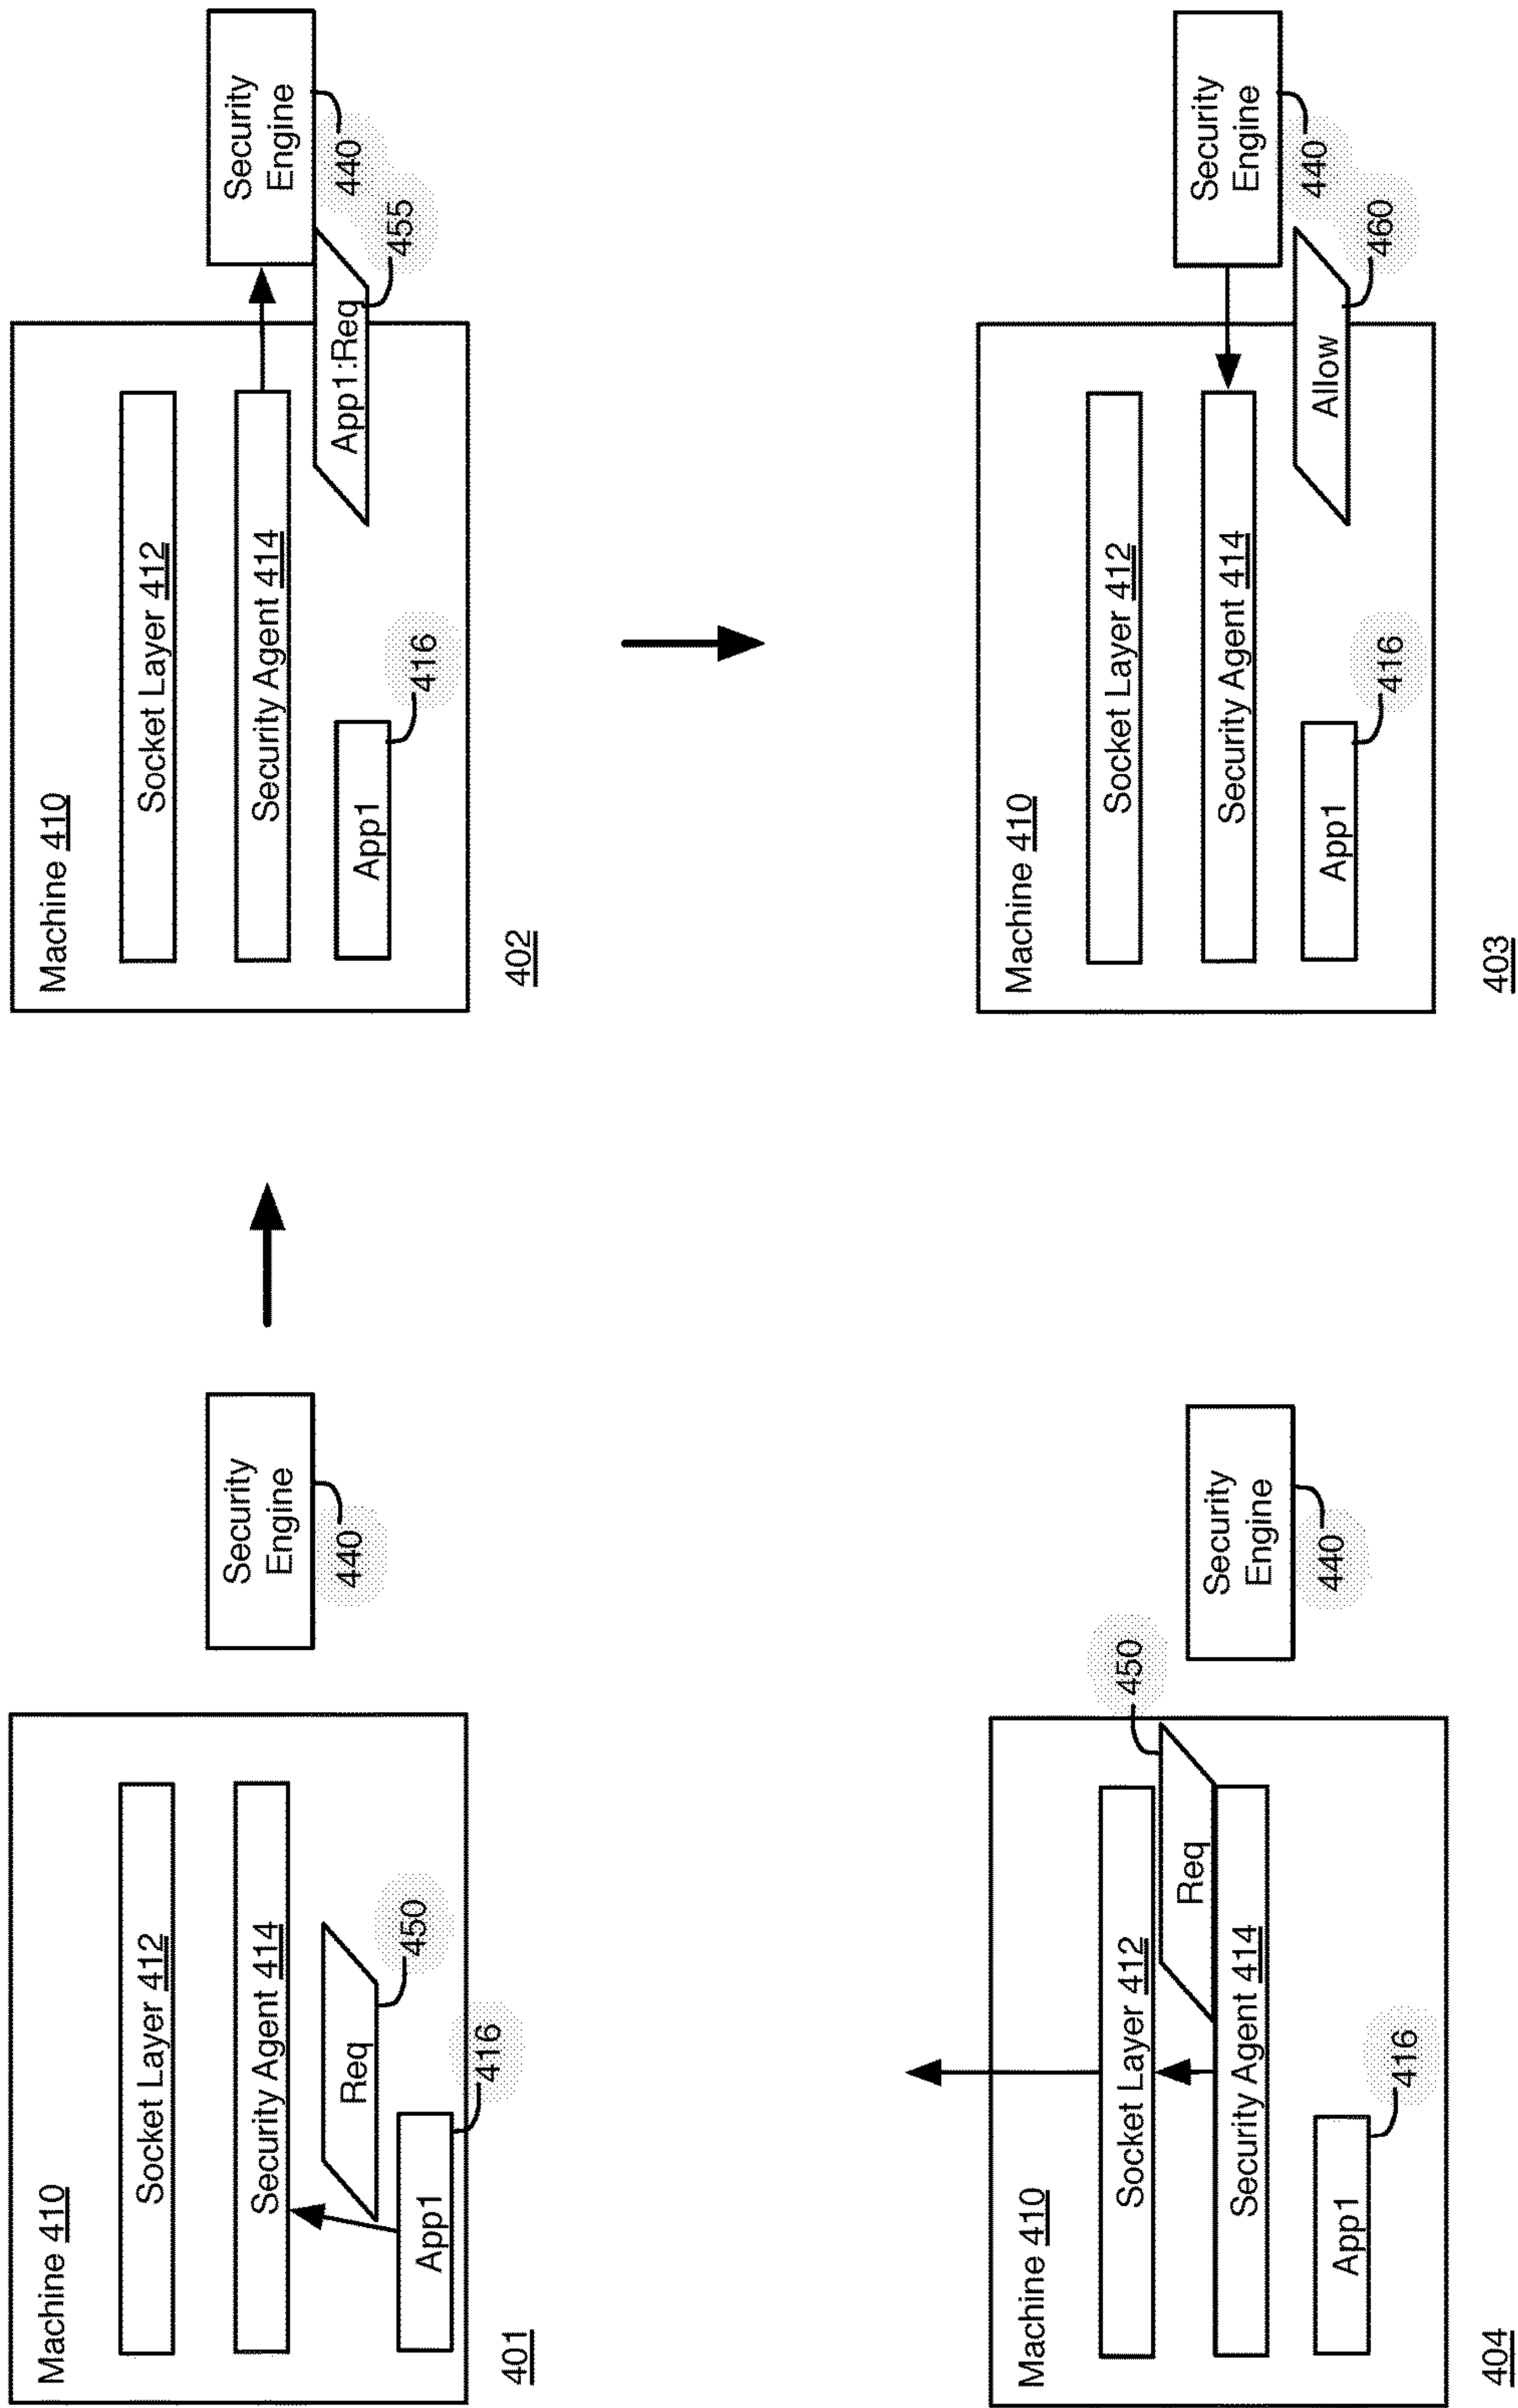 Machine 410
Socket Layer 412
Security Agent 414
Req
450
App1
416
Security
Engine
440
401
Machine 410
Socket Layer 412
Security Agent 414
App1:Req
455
App1
416
Security
Engine
440
402
Machine 410
Socket Layer 412
Security Agent 414
Allow
460
App1
416
Security
Engine
440
403
Machine 410
Socket Layer 412
Req
450
Security Agent 414
App1
416
Security
Engine
440
404